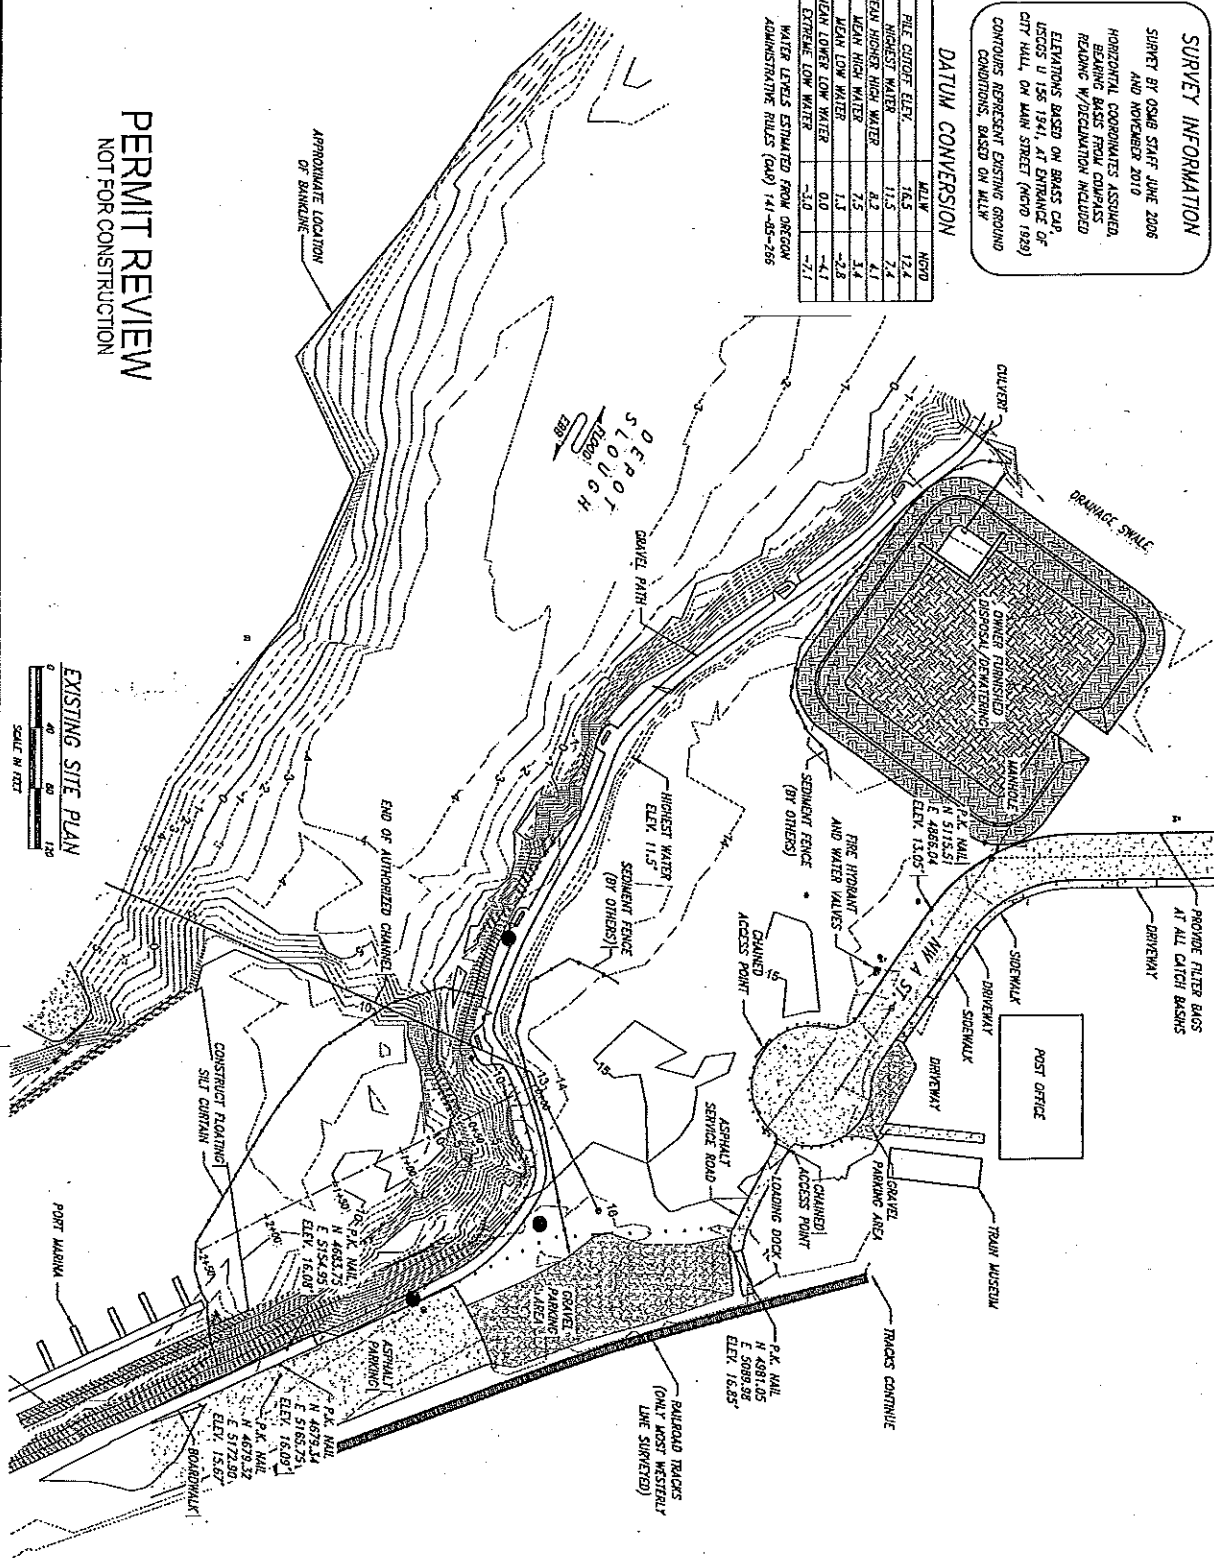 SURVEY INFORMATION
SURVEY BY OSMB STAFF JUNE 2006
AND NOVEMBER 2010
HORIZONTAL COORDINATES ASSUMED,
BEARING BASIS FROM COMPASS
READING W/DECLINATION INCLUDED
ELEVATIONS BASED ON BRASS CAP,
USCGS U 156 1941, AT ENTRANCE OF
CITY HALL, ON MAIN STREET (NGVD 1929)
CONTOURS REPRESENT EXISTING GROUND
CONDITIONS, BASED ON MLLW
DATUM CONVERSION
MLLW NGVD
PILE CUTOFF ELEV. 16.5 12.4
HIGHEST WATER 11.5 7.4
MEAN HIGHER HIGH WATER 8.2 4.1
MEAN HIGH WATER 7.5 3.4
MEAN LOW WATER 1.3 -2.8
MEAN LOWER LOW WATER 0.0 -4.1
EXTREME LOW WATER -3.0 -7.1
WATER LEVELS ESTIMATED FROM OREGON
ADMINISTRATIVE RULES (OAR) 141-85-266
CULVERT
DRAINAGE SWALE
OWNER FURNISHED
DISPOSAL/DEWATERING
MANHOLE
P.K. NAIL
N 5115.51
E 4866.04
ELEV. 13.05'
PROVIDE FILTER BAGS
AT ALL CATCH BASINS
DRIVEWAY
SIDEWALK
DRIVEWAY
SIDEWALK
DRIVEWAY
NW A ST
POST OFFICE
TRAIN MUSEUM
GRAVEL
PARKING AREA
CHAINED
ACCESS POINT
LOADING DOCK
ASPHALT
SERVICE ROAD
TRACKS CONTINUE
P.K. NAIL
N 4981.05
E 5089.98
ELEV. 16.85'
RAILROAD TRACKS
(ONLY MOST WESTERLY
LINE SURVEYED)
FIRE HYDRANT
AND WATER VALVES
CHAINED
ACCESS POINT
SEDIMENT FENCE
(BY OTHERS)
HIGHEST WATER
ELEV. 11.5'
SEDIMENT FENCE
(BY OTHERS)
GRAVEL PATH
DEPOT
SLOUGH
FLOOD
EBB
END OF AUTHORIZED CHANNEL
GRAVEL
PARKING
AREA
ASPHALT
PARKING
P.K. NAIL
N 4683.75
E 5154.95
ELEV. 16.08'
P.K. NAIL
N 4679.34
E 5165.75
ELEV. 16.09'
P.K. NAIL
N 4679.32
E 5172.90
ELEV. 15.67'
BOARDWALK
CONSTRUCT FLOATING
SILT CURTAIN
PORT MARINA
APPROXIMATE LOCATION
OF BANKLINE
PERMIT REVIEW
NOT FOR CONSTRUCTION
EXISTING SITE PLAN
0 40 80 120
SCALE IN FEET